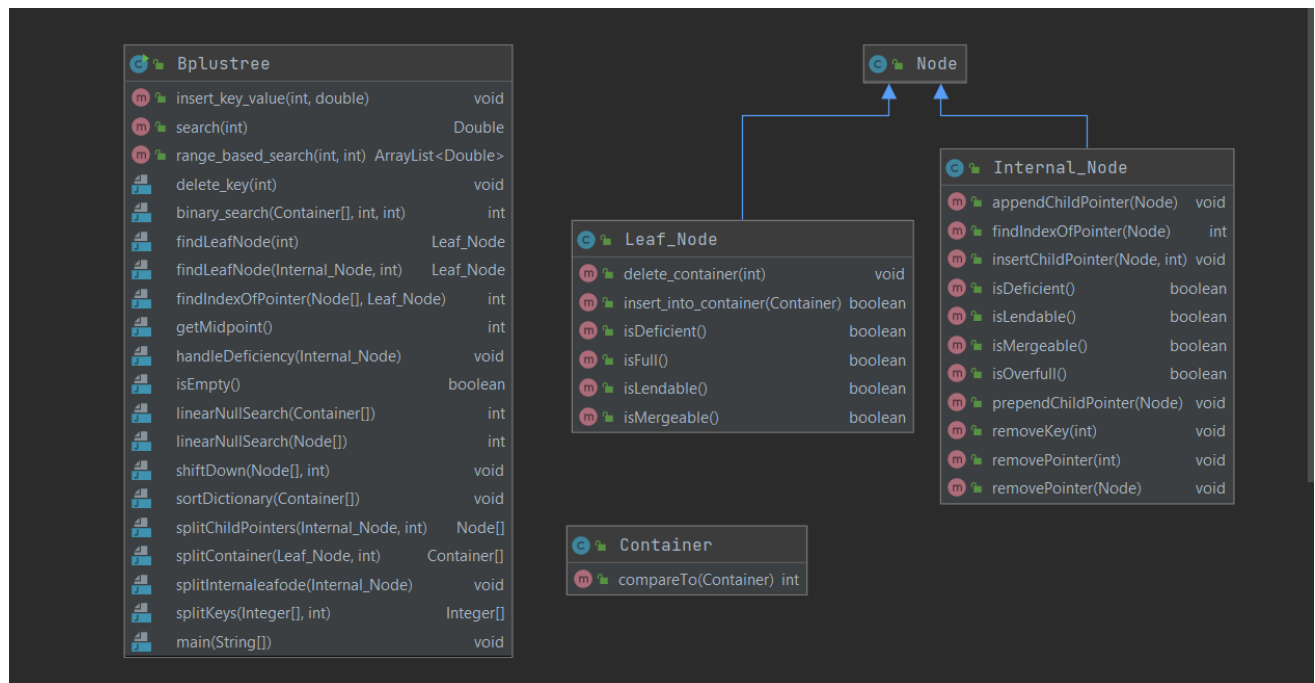 Bplustree
insert_key_value(int, double) void
search(int) Double
range_based_search(int, int) ArrayList<Double>
delete_key(int) void
binary_search(Container[], int, int) int
findLeafNode(int) Leaf_Node
findLeafNode(Internal_Node, int) Leaf_Node
findIndexOfPointer(Node[], Leaf_Node) int
getMidpoint() int
handleDeficiency(Internal_Node) void
isEmpty() boolean
linearNullSearch(Container[]) int
linearNullSearch(Node[]) int
shiftDown(Node[], int) void
sortDictionary(Container[]) void
splitChildPointers(Internal_Node, int) Node[]
splitContainer(Leaf_Node, int) Container[]
splitInternaleafode(Internal_Node) void
splitKeys(Integer[], int) Integer[]
main(String[]) void
Node
Leaf_Node
delete_container(int) void
insert_into_container(Container) boolean
isDeficient() boolean
isFull() boolean
isLendable() boolean
isMergeable() boolean
Internal_Node
appendChildPointer(Node) void
findIndexOfPointer(Node) int
insertChildPointer(Node, int) void
isDeficient() boolean
isLendable() boolean
isMergeable() boolean
isOverfull() boolean
prependChildPointer(Node) void
removeKey(int) void
removePointer(int) void
removePointer(Node) void
Container
compareTo(Container) int